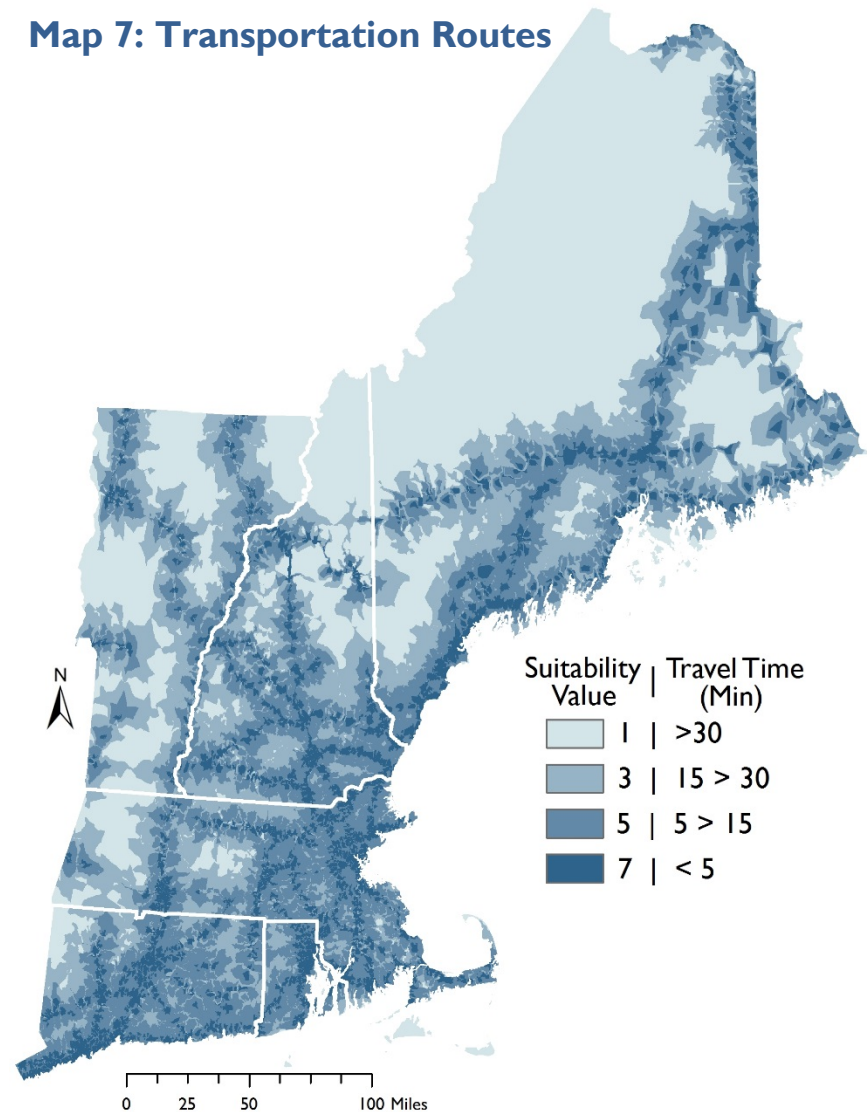 Map 7: Transportation Routes
N
Suitability Value | Travel Time (Min)
1 | >30
3 | 15 > 30
5 | 5 > 15
7 | < 5
0 25 50 100 Miles